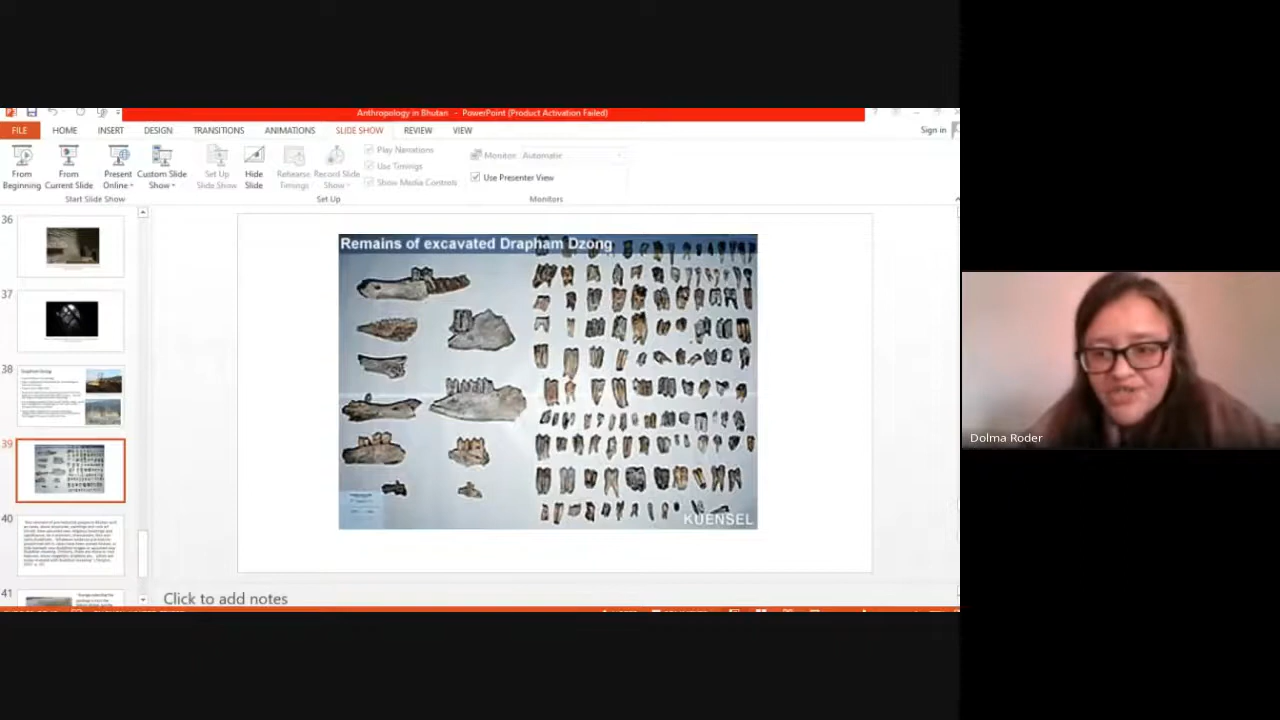 Anthropology in Bhutan - PowerPoint (Product Activation Failed)
FILE HOME INSERT DESIGN TRANSITIONS ANIMATIONS SLIDE SHOW REVIEW VIEW Sign in
From Beginning
From Current Slide
Present Online
Custom Slide Show
Set Up Slide Show
Hide Slide
Rehearse Timings
Record Slide Show
Play Narrations
Use Timings
Show Media Controls
Monitor: Automatic
Use Presenter View
Start Slide Show
Set Up
Monitors
36
37
38
39
40
41
Remains of excavated Drapham Dzong
KUENSEL
Click to add notes
Dolma Roder